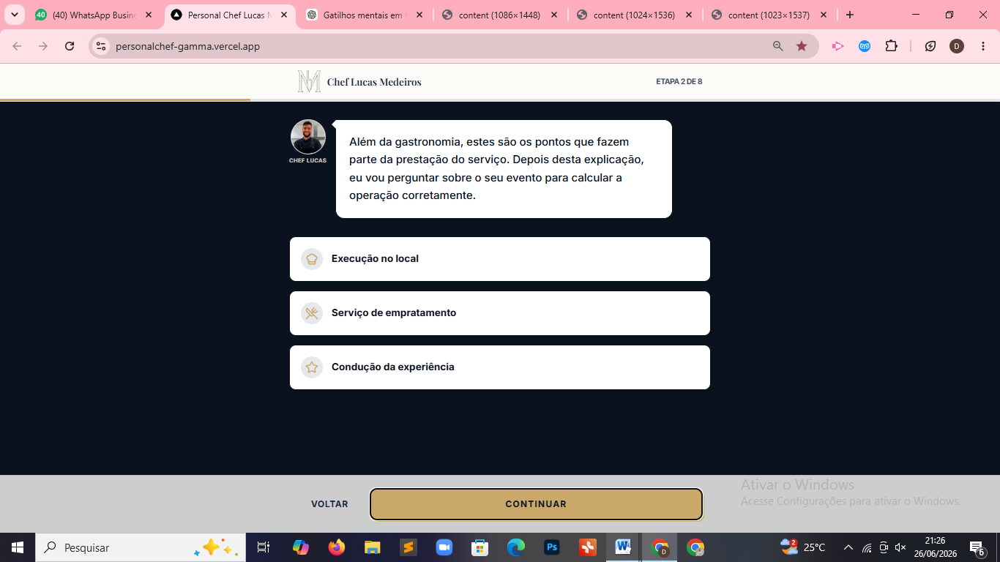 (40) WhatsApp Busine
Personal Chef Lucas M
Gatilhos mentais em t
content (1086×1448)
content (1024×1536)
content (1023×1537)
personalchef-gamma.vercel.app
D
Chef Lucas Medeiros
ETAPA 2 DE 8
CHEF LUCAS
Além da gastronomia, estes são os pontos que fazem
parte da prestação do serviço. Depois desta explicação,
eu vou perguntar sobre o seu evento para calcular a
operação corretamente.
Execução no local
Serviço de empratamento
Condução da experiência
VOLTAR
CONTINUAR
Ativar o Windows
Acesse Configurações para ativar o Windows.
Pesquisar
25°C
21:26
26/06/2026
6